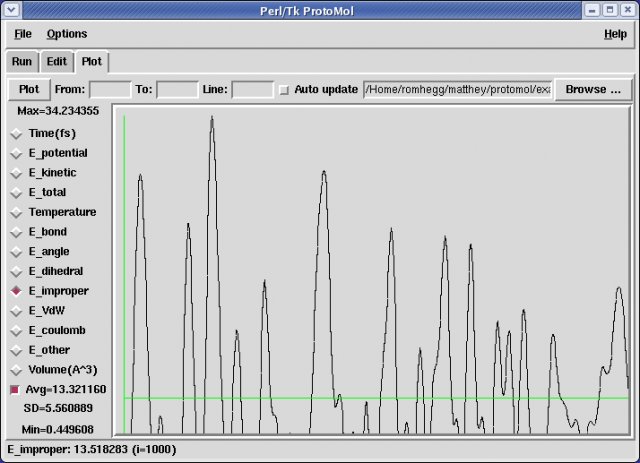 Perl/Tk ProtoMol
File Options Help
Run Edit Plot
Plot From: To: Line: Auto update /Home/romhegg/matthey/protomol/exa Browse ...
Max=34.234355
Time(fs)
E_potential
E_kinetic
E_total
Temperature
E_bond
E_angle
E_dihedral
E_improper
E_VdW
E_coulomb
E_other
Volume(A^3)
Avg=13.321160
SD=5.560889
Min=0.449608
E_improper: 13.518283 (i=1000)